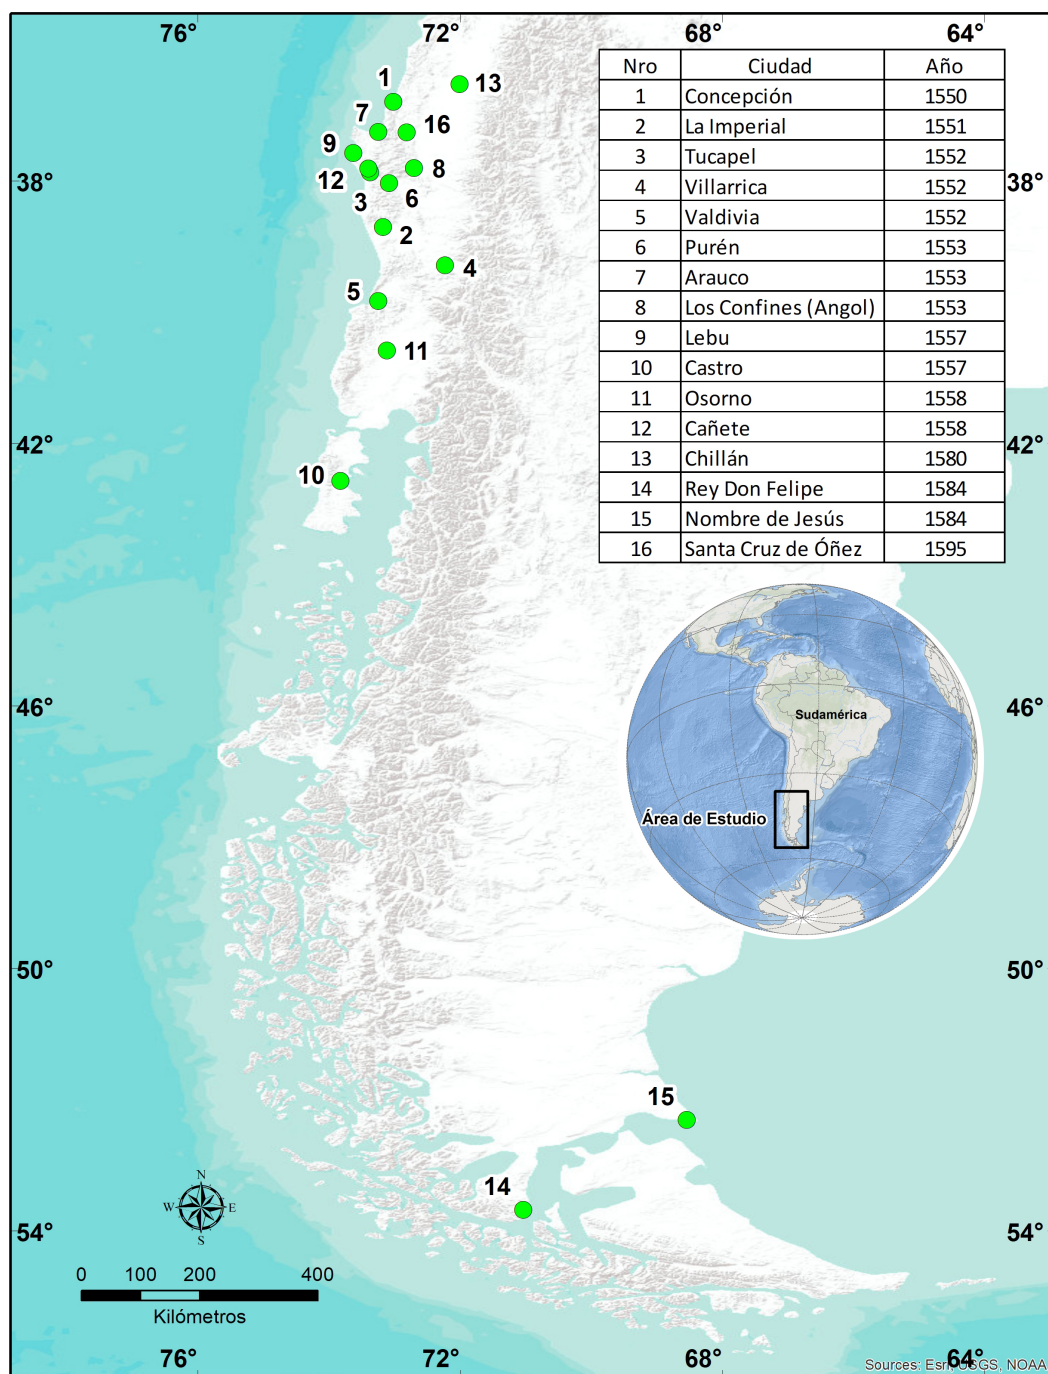 76° 72° 68° 64°
Nro Ciudad Año
1 Concepción 1550
2 La Imperial 1551
3 Tucapel 1552
4 Villarrica 1552
5 Valdivia 1552
6 Purén 1553
7 Arauco 1553
8 Los Confines (Angol) 1553
9 Lebu 1557
10 Castro 1557
11 Osorno 1558
12 Cañete 1558
13 Chillán 1580
14 Rey Don Felipe 1584
15 Nombre de Jesús 1584
16 Santa Cruz de Óñez 1595
1
13
7
16
9
8
12
38° 38°
3
6
2
4
5
11
42° 42°
10
46° 46°
Sudamérica
Área de Estudio
50° 50°
15
14
N
W E
S
54° 54°
0 100 200 400
Kilómetros
76° 72° 68° 64°
Sources: Esri, USGS, NOAA